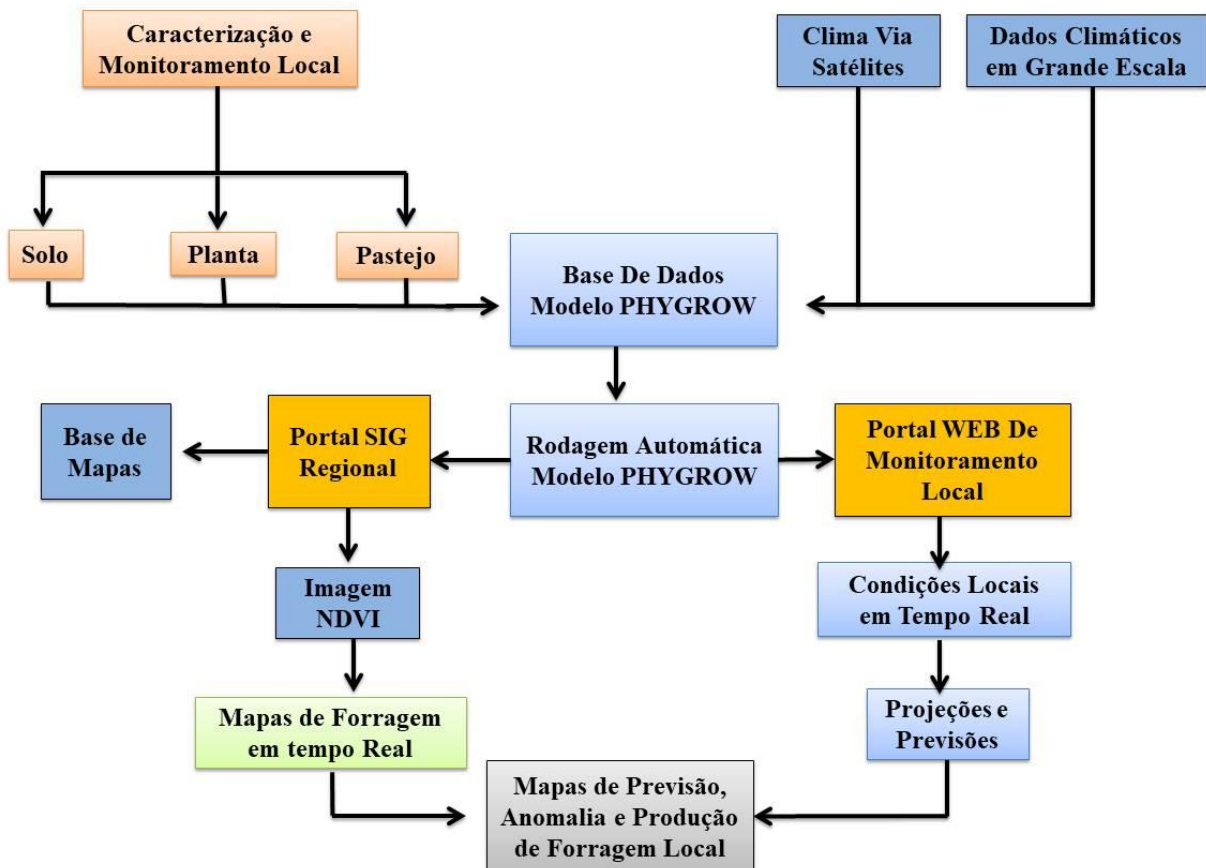 Caracterização e
Monitoramento Local
Clima Via
Satélites
Dados Climáticos
em Grande Escala
Solo
Planta
Pastejo
Base De Dados
Modelo PHYGROW
Base de
Mapas
Portal SIG
Regional
Rodagem Automática
Modelo PHYGROW
Portal WEB De
Monitoramento
Local
Imagem
NDVI
Condições Locais
em Tempo Real
Mapas de Forragem
em tempo Real
Projeções e
Previsões
Mapas de Previsão,
Anomalia e Produção
de Forragem Local